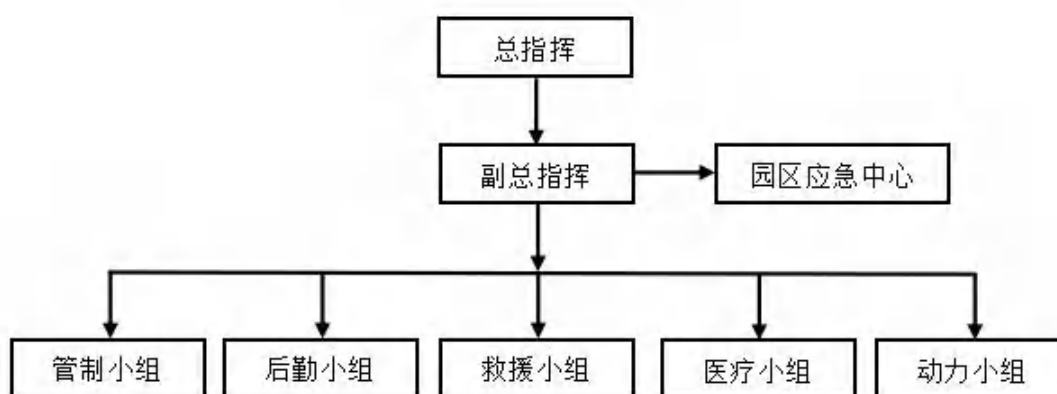 总指挥
副总指挥
园区应急中心
管制小组
后勤小组
救援小组
医疗小组
动力小组